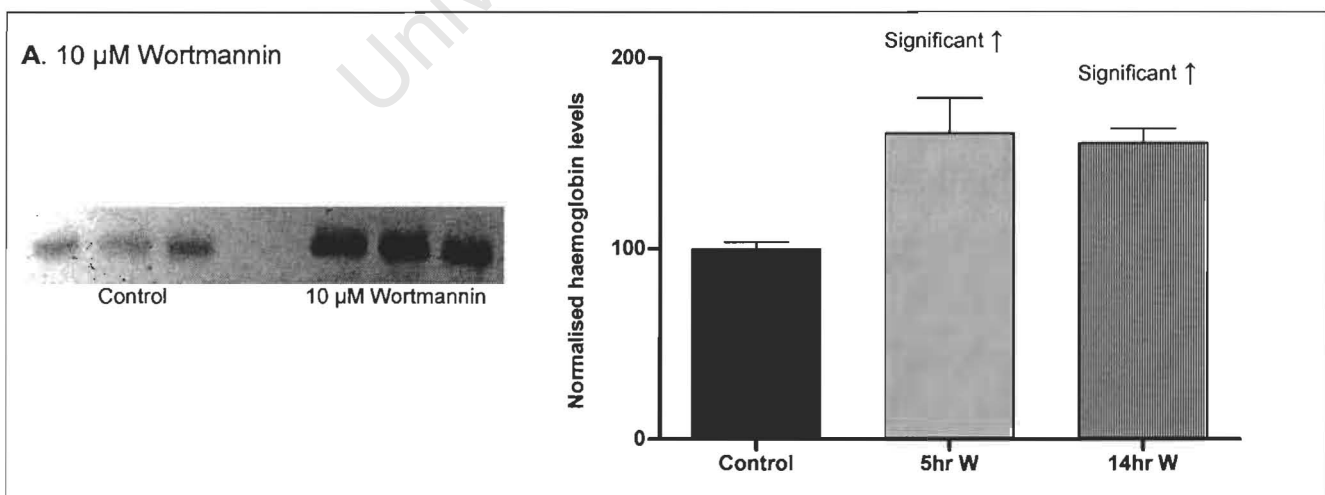 A. 10 µM Wortmannin
Control
10 µM Wortmannin
Significant ↑
Significant ↑
Normalised haemoglobin levels
200
100
0
Control
5hr W
14hr W